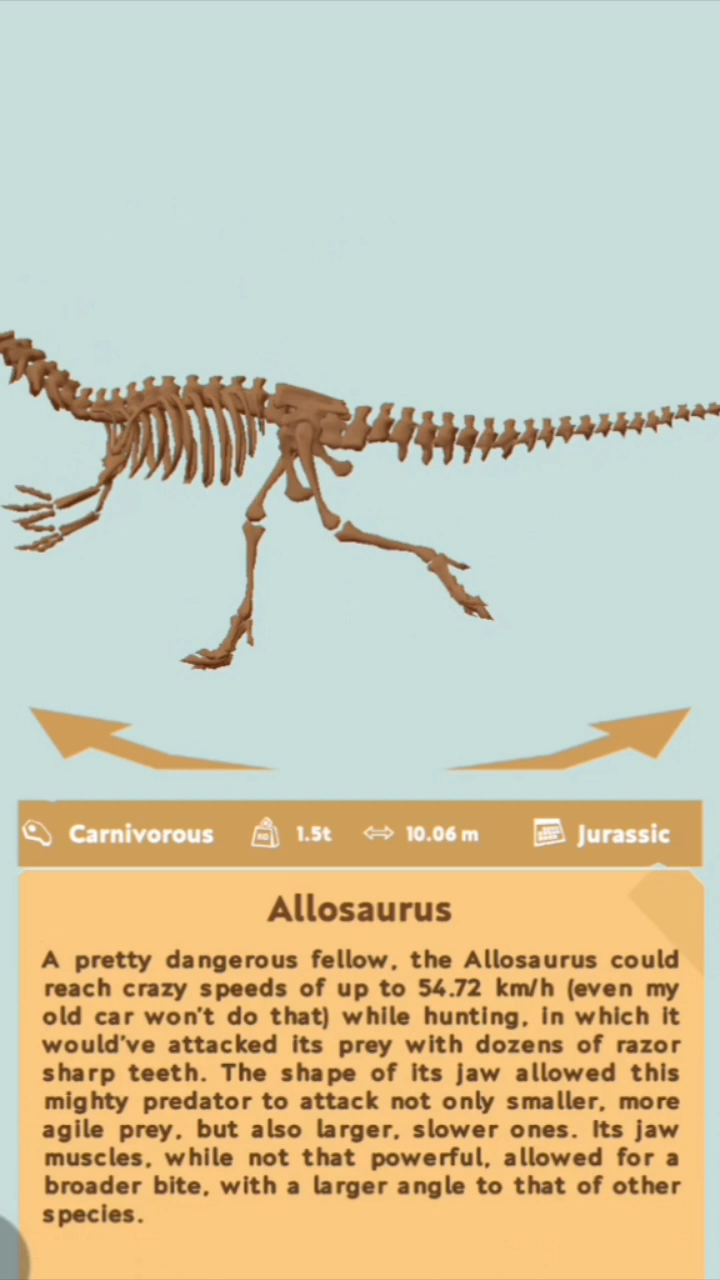 Carnivorous 1.5t 10.06 m Jurassic
Allosaurus
A pretty dangerous fellow, the Allosaurus could
reach crazy speeds of up to 54.72 km/h (even my
old car won't do that) while hunting, in which it
would've attacked its prey with dozens of razor
sharp teeth. The shape of its jaw allowed this
mighty predator to attack not only smaller, more
agile prey, but also larger, slower ones. Its jaw
muscles, while not that powerful, allowed for a
broader bite, with a larger angle to that of other
species.